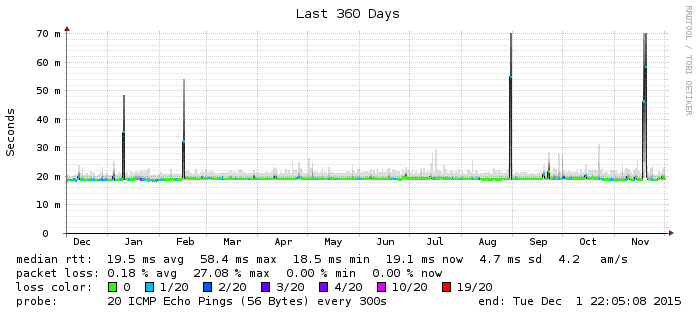 Last 360 Days
RRDTOOL / TOBI OETIKER
Seconds
70 m
60 m
50 m
40 m
30 m
20 m
10 m
0
Dec Jan Feb Mar Apr May Jun Jul Aug Sep Oct Nov
median rtt: 19.5 ms avg 58.4 ms max 18.5 ms min 19.1 ms now 4.7 ms sd 4.2 am/s
packet loss: 0.18 % avg 27.08 % max 0.00 % min 0.00 % now
loss color: 0 1/20 2/20 3/20 4/20 10/20 19/20
probe: 20 ICMP Echo Pings (56 Bytes) every 300s end: Tue Dec 1 22:05:08 2015